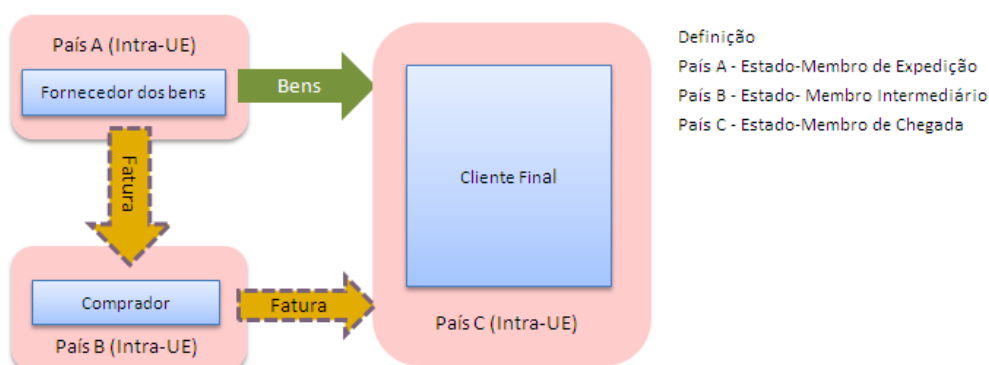 País A (Intra-UE)
Fornecedor dos bens
Bens
Fatura
Comprador
País B (Intra-UE)
Fatura
Cliente Final
País C (Intra-UE)
Definição
País A - Estado-Membro de Expedição
País B - Estado- Membro Intermediário
País C - Estado-Membro de Chegada